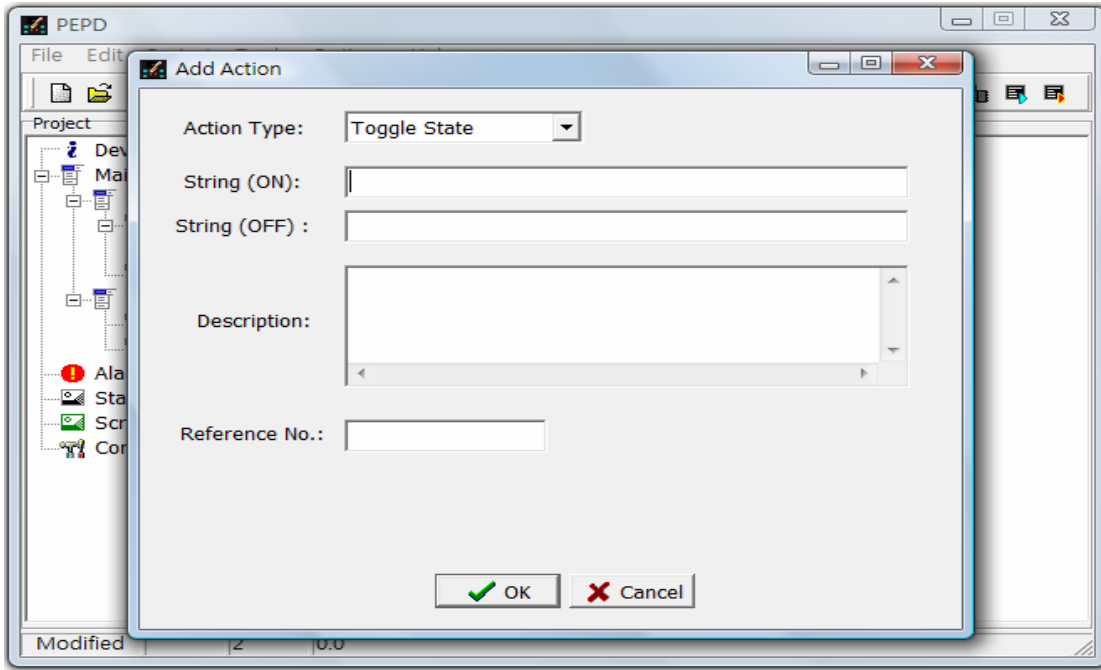 PEPD
File Edit
Add Action
Project
Dev
Mai
Ala
Sta
Scr
Con
Action Type: Toggle State
String (ON):
String (OFF) :
Description:
Reference No.:
OK Cancel
Modified 2 0.0